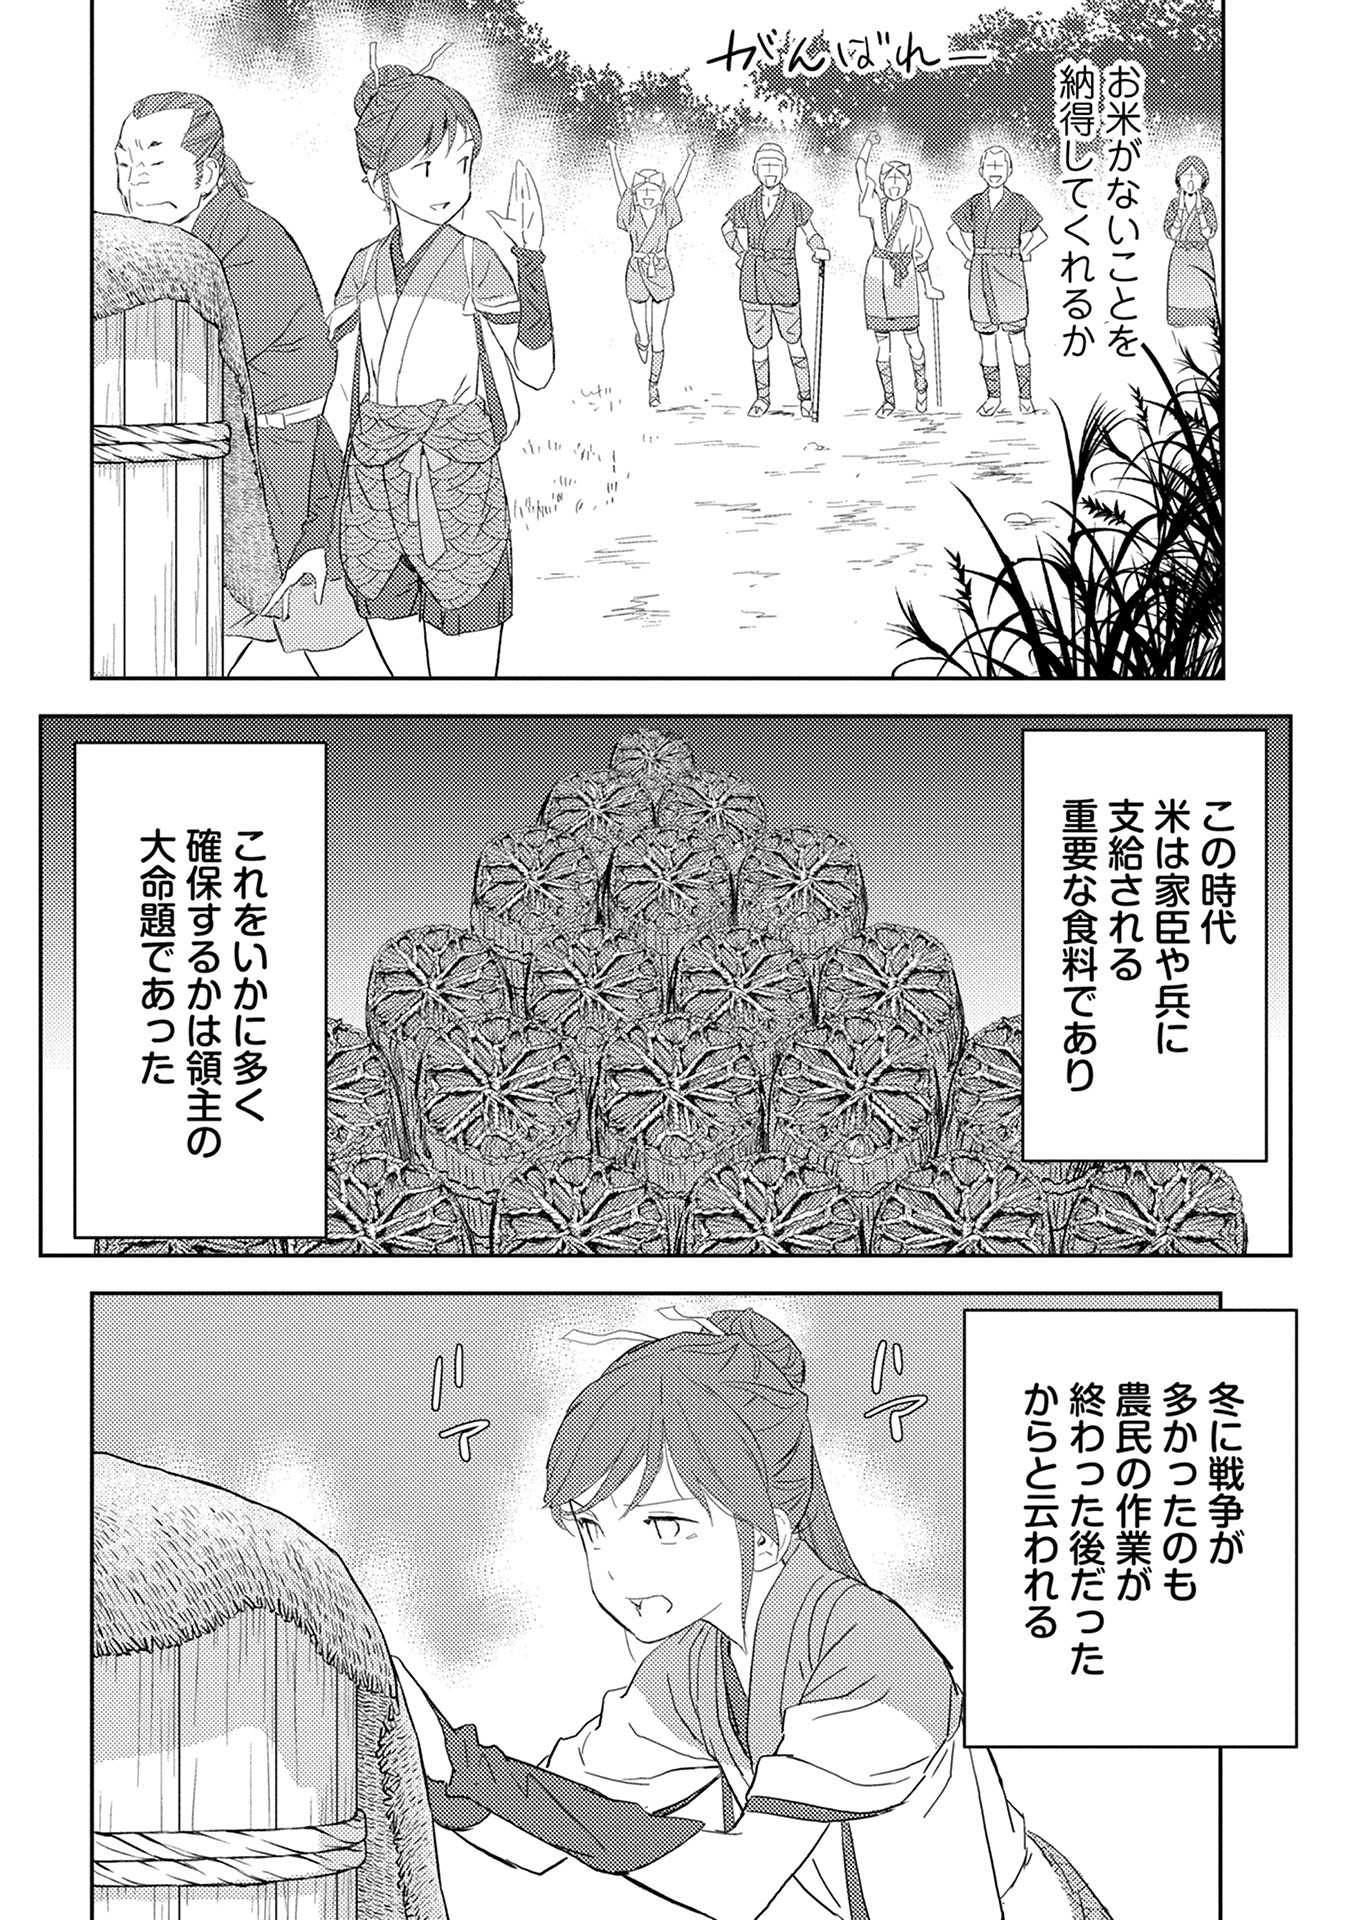 お米がないことを
納得してくれるか
がんばれー
この時代
米は家臣や兵に
支給される
重要な食料であり
これをいかに多く
確保するかは領主の
大命題であった
冬に戦争が
多かったのも
農民の作業が
終わった後だった
からと云われる
ぐい
ぐい